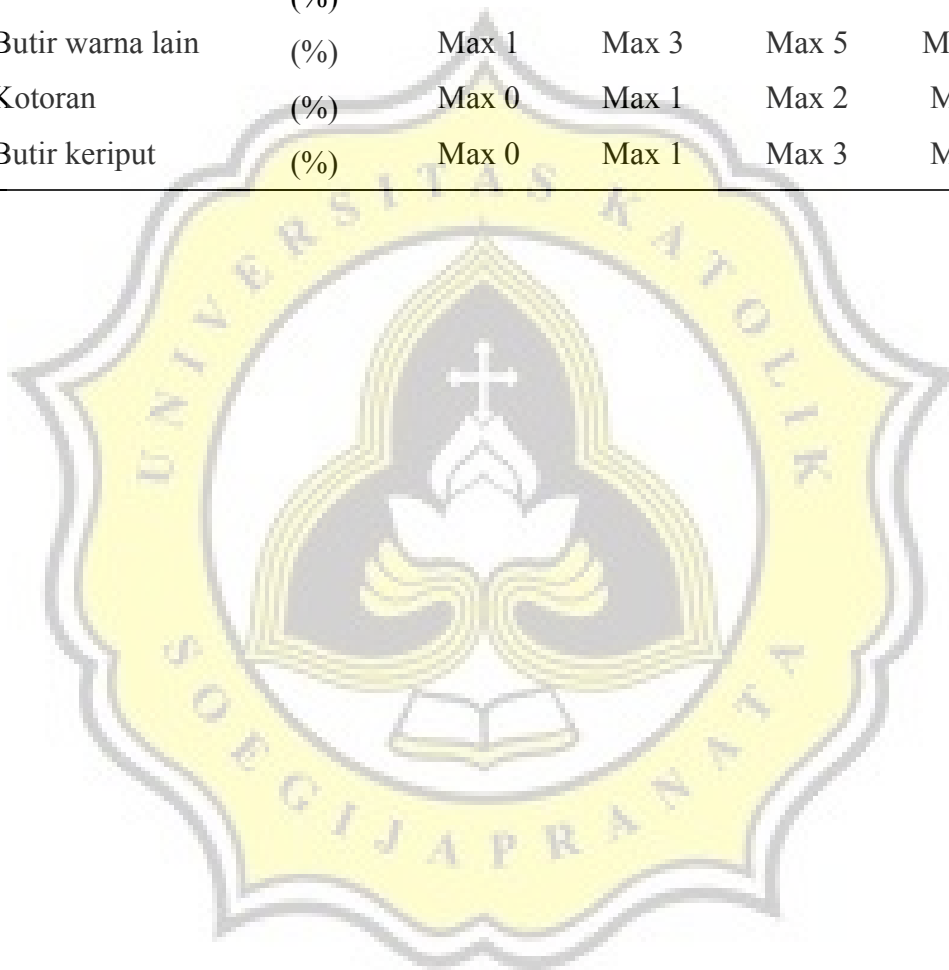 (%)
Butir warna lain (%) Max 1 Max 3 Max 5
Kotoran (%) Max 0 Max 1 Max 2
Butir keriput (%) Max 0 Max 1 Max 3
UNIVERSITAS KATOLIK
SOEGIJAPRANATA